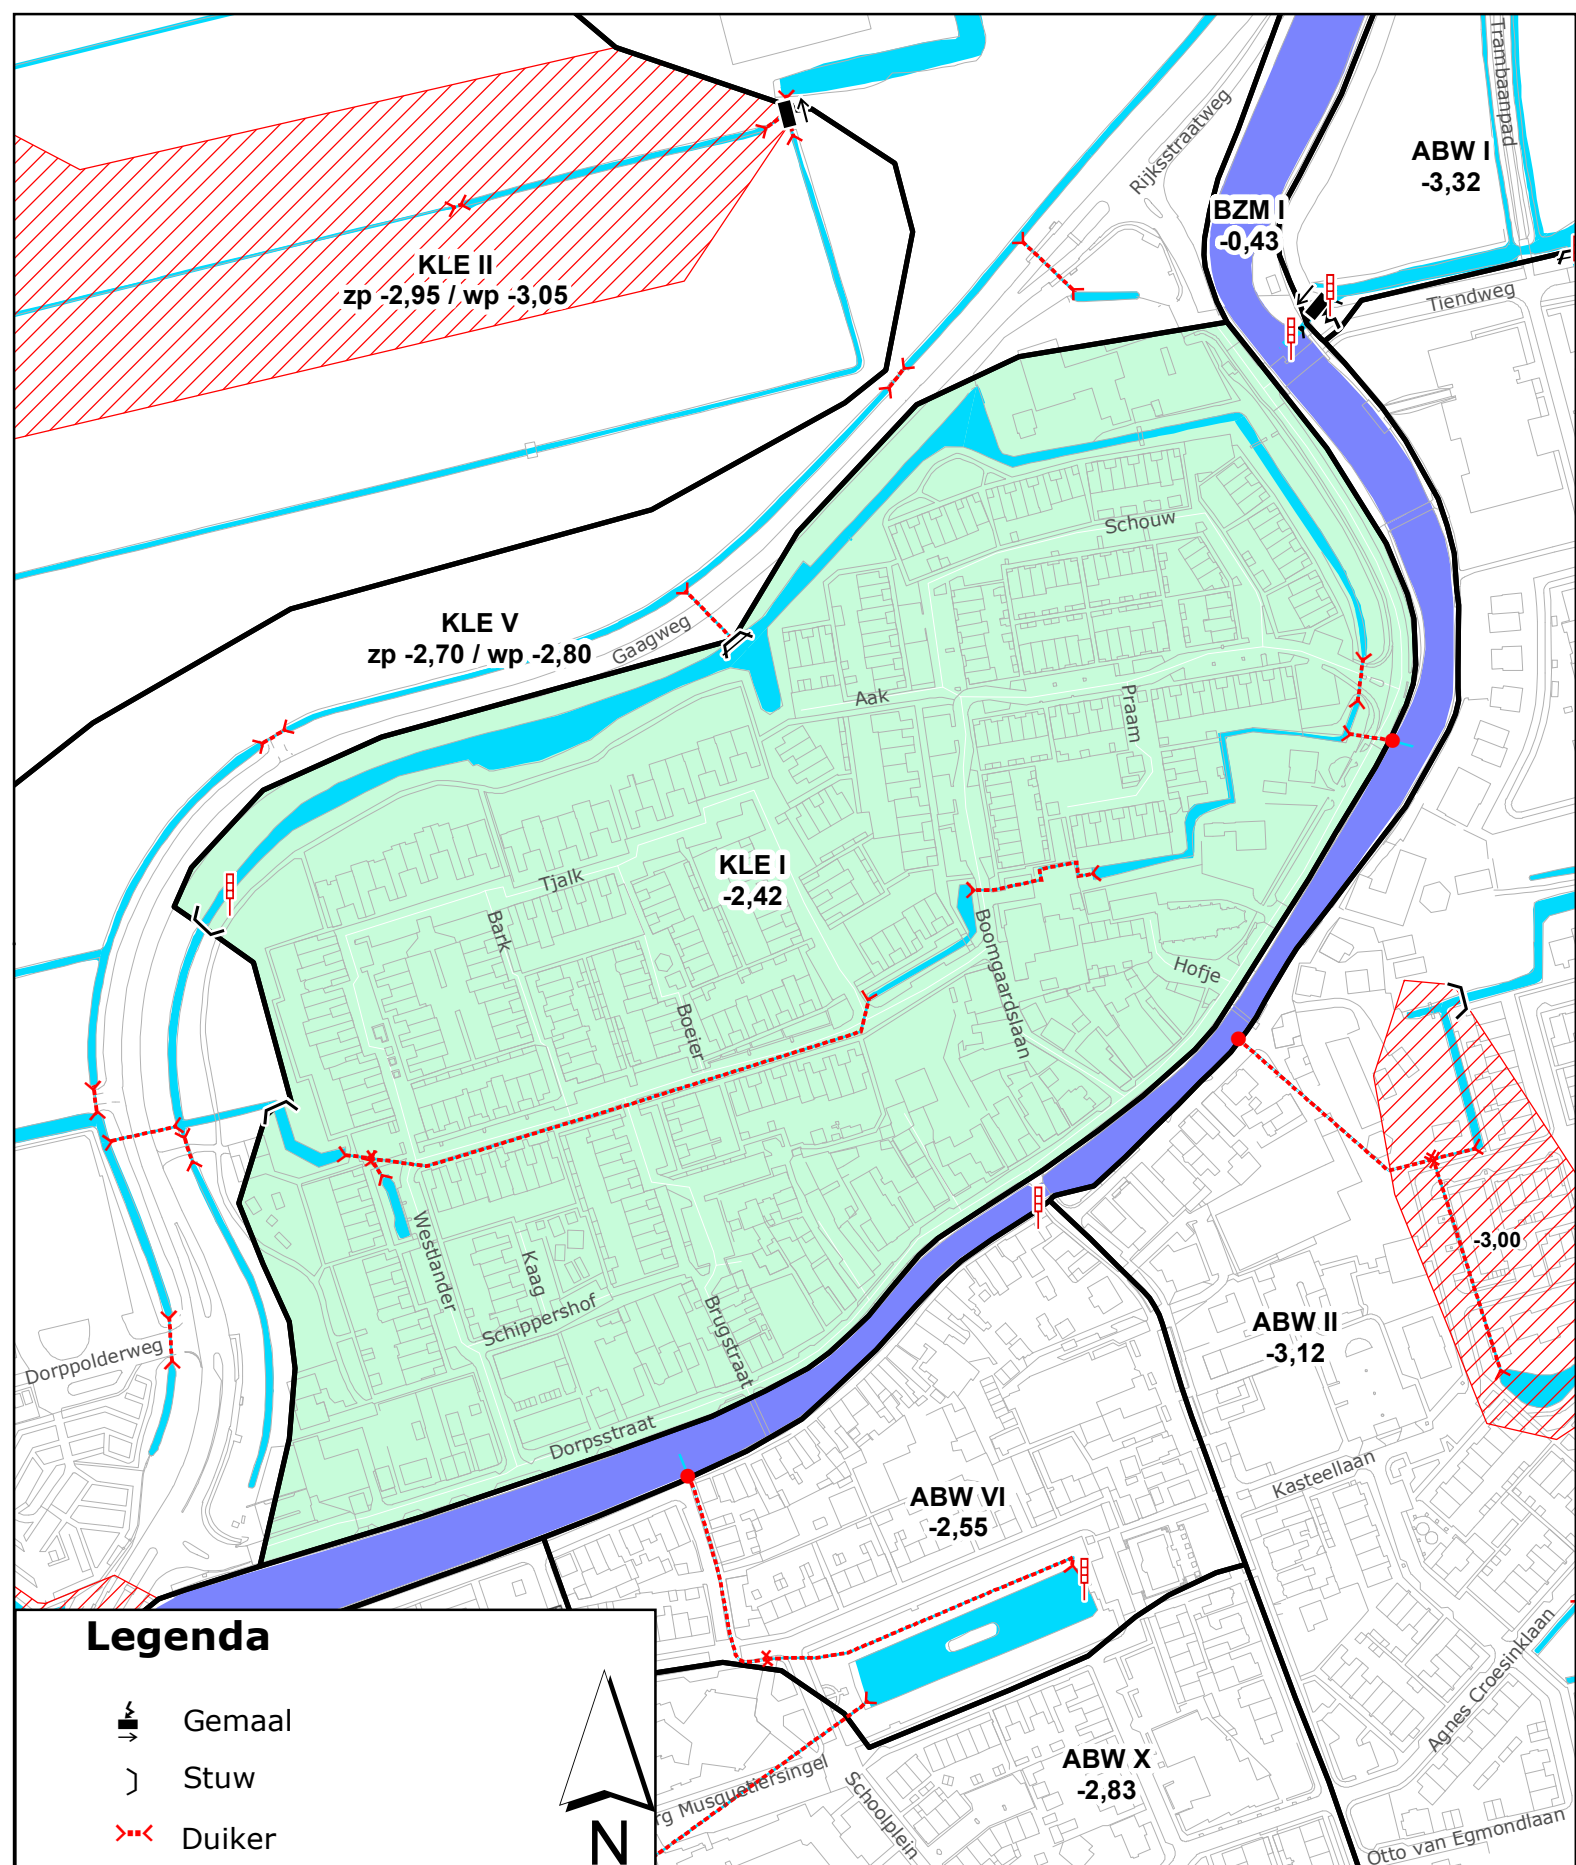 Trambaanpad
Rijksstraatweg
ABW I
-3,32
BZM I
-0,43
KLE II
zp -2,95 / wp -3,05
Tiendweg
Schouw
KLE V
zp -2,70 / wp -2,80
Gaagweg
Aak
Praam
KLE I
-2,42
Tjalk
Bark
Boomgaardslaan
Hofje
Boeier
Westlander
Kaag
Schippershof
Brugstraat
-3,00
Dorppolderweg
ABW II
-3,12
Dorpsstraat
Kasteellaan
ABW VI
-2,55
Agnes Croesinklaan
ABW X
-2,83
rg Musquetiersingel
Schoolplein
Otto van Egmondlaan
Legenda
Gemaal
Stuw
Duiker
N